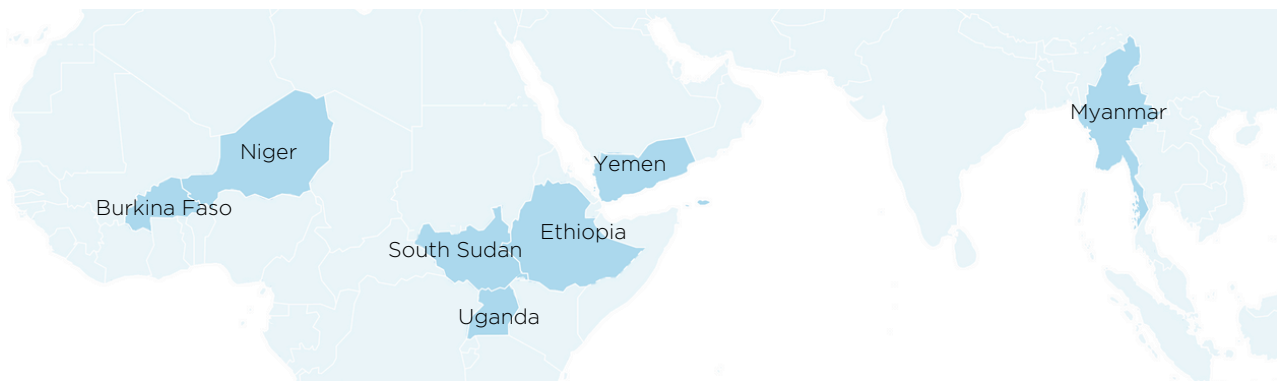 Myanmar
Niger
Yemen
Burkina Faso
Ethiopia
South Sudan
Uganda